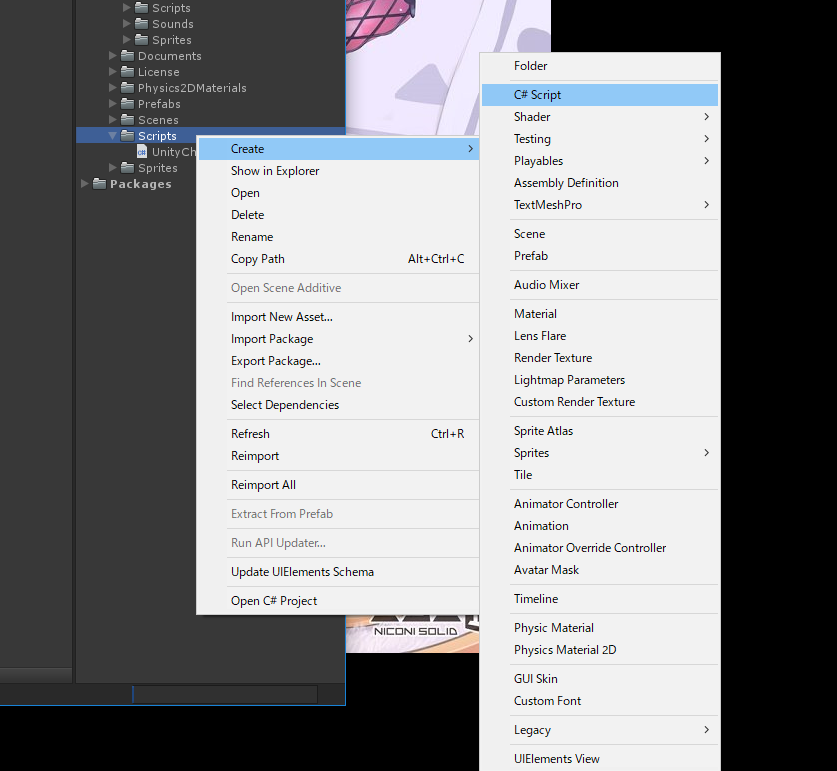 Scripts
Sounds
Sprites
Documents
License
Physics2DMaterials
Prefabs
Scenes
Scripts
UnityCh
Sprites
Packages
Create
Show in Explorer
Open
Delete
Rename
Copy Path Alt+Ctrl+C
Open Scene Additive
Import New Asset...
Import Package
Export Package...
Find References In Scene
Select Dependencies
Refresh Ctrl+R
Reimport
Reimport All
Extract From Prefab
Run API Updater...
Update UIElements Schema
Open C# Project
NICONI SOLID
Folder
C# Script
Shader
Testing
Playables
Assembly Definition
TextMeshPro
Scene
Prefab
Audio Mixer
Material
Lens Flare
Render Texture
Lightmap Parameters
Custom Render Texture
Sprite Atlas
Sprites
Tile
Animator Controller
Animation
Animator Override Controller
Avatar Mask
Timeline
Physic Material
Physics Material 2D
GUI Skin
Custom Font
Legacy
UIElements View